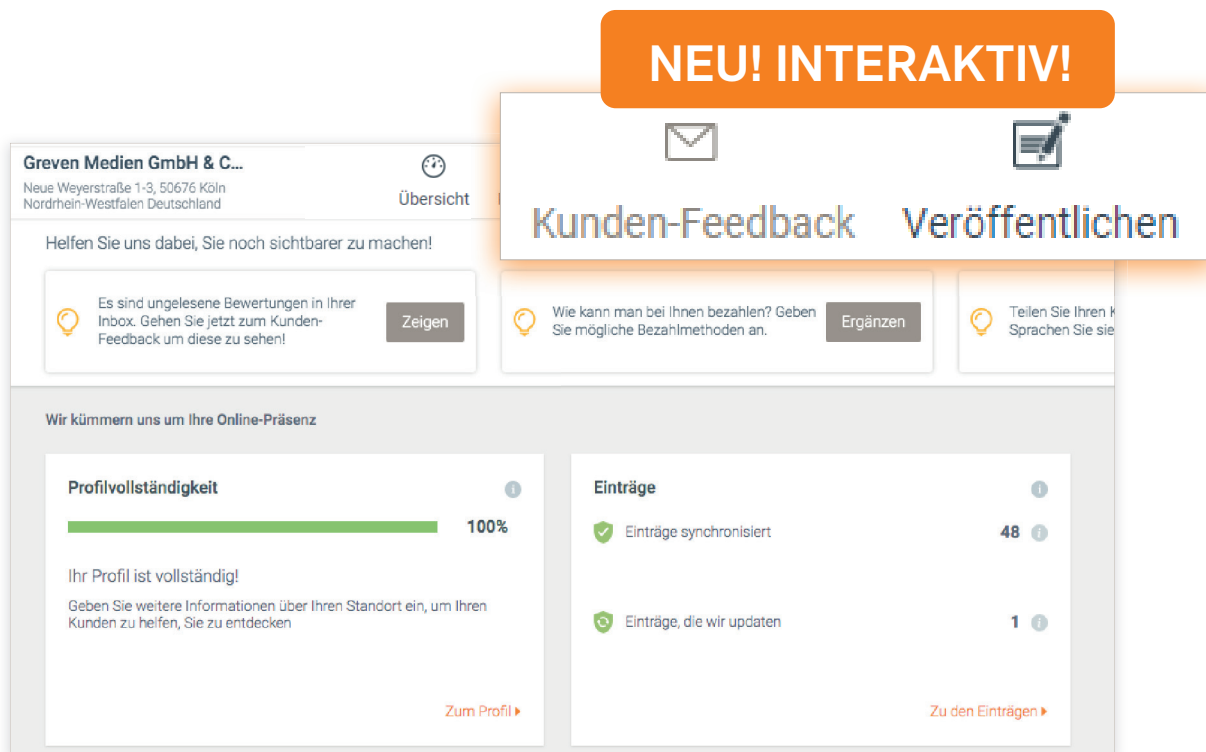 NEU! INTERAKTIV!
Kunden-Feedback
Veröffentlichen
Greven Medien GmbH & C...
Neue Weyerstraße 1-3, 50676 Köln
Nordrhein-Westfalen Deutschland
Übersicht
Helfen Sie uns dabei, Sie noch sichtbarer zu machen!
Es sind ungelesene Bewertungen in Ihrer
Inbox. Gehen Sie jetzt zum Kunden-
Feedback um diese zu sehen!
Zeigen
Wie kann man bei Ihnen bezahlen? Geben
Sie mögliche Bezahlmethoden an.
Ergänzen
Teilen Sie Ihren
Sprachen Sie sie
Wir kümmern uns um Ihre Online-Präsenz
Profilvollständigkeit
100%
Ihr Profil ist vollständig!
Geben Sie weitere Informationen über Ihren Standort ein, um Ihren
Kunden zu helfen, Sie zu entdecken
Zum Profil
Einträge
Einträge synchronisiert
48
Einträge, die wir updaten
1
Zu den Einträgen